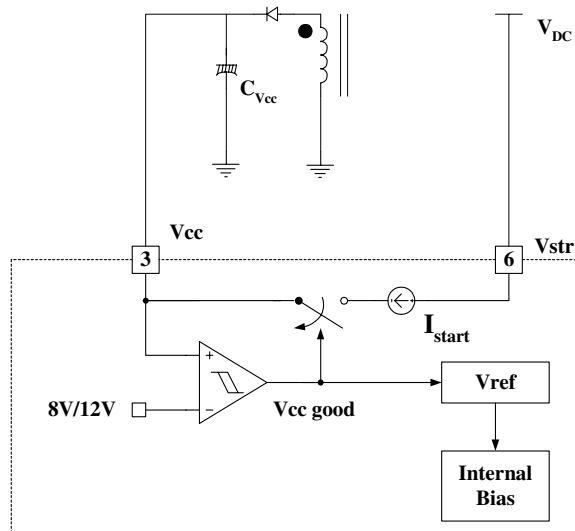 V_DC
C_Vcc
Vcc
Vstr
3
6
I_start
+
8V/12V
−
Vcc good
Vref
Internal
Bias